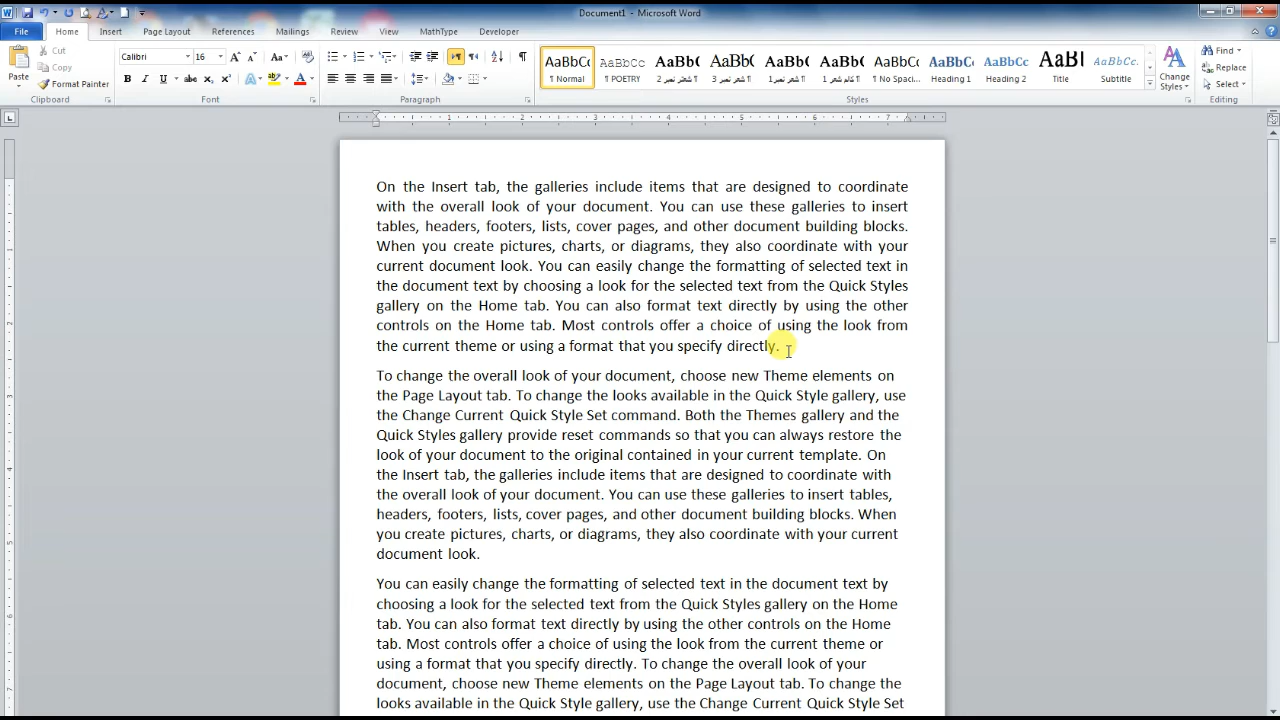 Document1 - Microsoft Word
File Home Insert Page Layout References Mailings Review View MathType Developer
Paste
Cut
Copy
Format Painter
Clipboard
Calibri 16
Font
Paragraph
AaBbCc AaBbCc AaBbC AaBbC AaBbC AaBbC AaBbCc AaBbC AaBbCc AaBI AaBbCc.
¶ Normal ¶ POETRY ¶ No Spaci... Heading 1 Heading 2 Title Subtitle
Change Styles
Styles
Find
Replace
Select
Editing
1 2 3 4 5 6 7
On the Insert tab, the galleries include items that are designed to coordinate
with the overall look of your document. You can use these galleries to insert
tables, headers, footers, lists, cover pages, and other document building blocks.
When you create pictures, charts, or diagrams, they also coordinate with your
current document look. You can easily change the formatting of selected text in
the document text by choosing a look for the selected text from the Quick Styles
gallery on the Home tab. You can also format text directly by using the other
controls on the Home tab. Most controls offer a choice of using the look from
the current theme or using a format that you specify directly.
To change the overall look of your document, choose new Theme elements on
the Page Layout tab. To change the looks available in the Quick Style gallery, use
the Change Current Quick Style Set command. Both the Themes gallery and the
Quick Styles gallery provide reset commands so that you can always restore the
look of your document to the original contained in your current template. On
the Insert tab, the galleries include items that are designed to coordinate with
the overall look of your document. You can use these galleries to insert tables,
headers, footers, lists, cover pages, and other document building blocks. When
you create pictures, charts, or diagrams, they also coordinate with your current
document look.
You can easily change the formatting of selected text in the document text by
choosing a look for the selected text from the Quick Styles gallery on the Home
tab. You can also format text directly by using the other controls on the Home
tab. Most controls offer a choice of using the look from the current theme or
using a format that you specify directly. To change the overall look of your
document, choose new Theme elements on the Page Layout tab. To change the
looks available in the Quick Style gallery, use the Change Current Quick Style Set